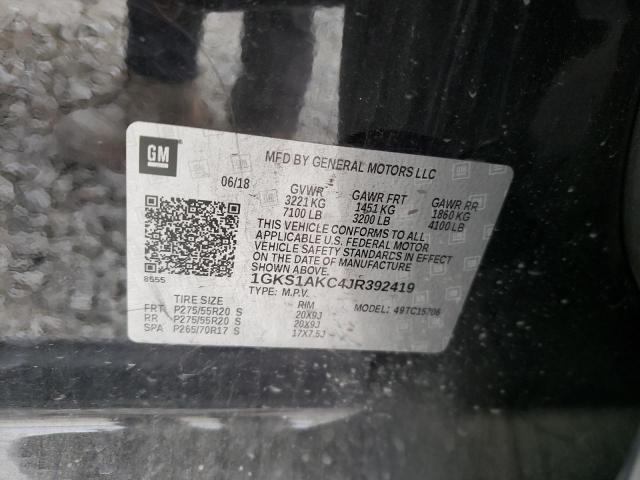 GM
MFD BY GENERAL MOTORS LLC
06/18
GVWR GAWR FRT GAWR RR
3221 KG 1451 KG 1860 KG
7100 LB 3200 LB 4100 LB
THIS VEHICLE CONFORMS TO ALL
APPLICABLE U.S. FEDERAL MOTOR
VEHICLE SAFETY STANDARDS IN EFFECT
ON THE DATE OF MANUFACTURE
SHOWN ABOVE.
8555
1GKS1AKC4JR392419
TYPE: M.P.V. MODEL: 49TC15706
TIRE SIZE RIM
FRT P275/55R20 S 20X9J
RR P275/55R20 S 20X9J
SPA P265/70R17 S 17X7.5J